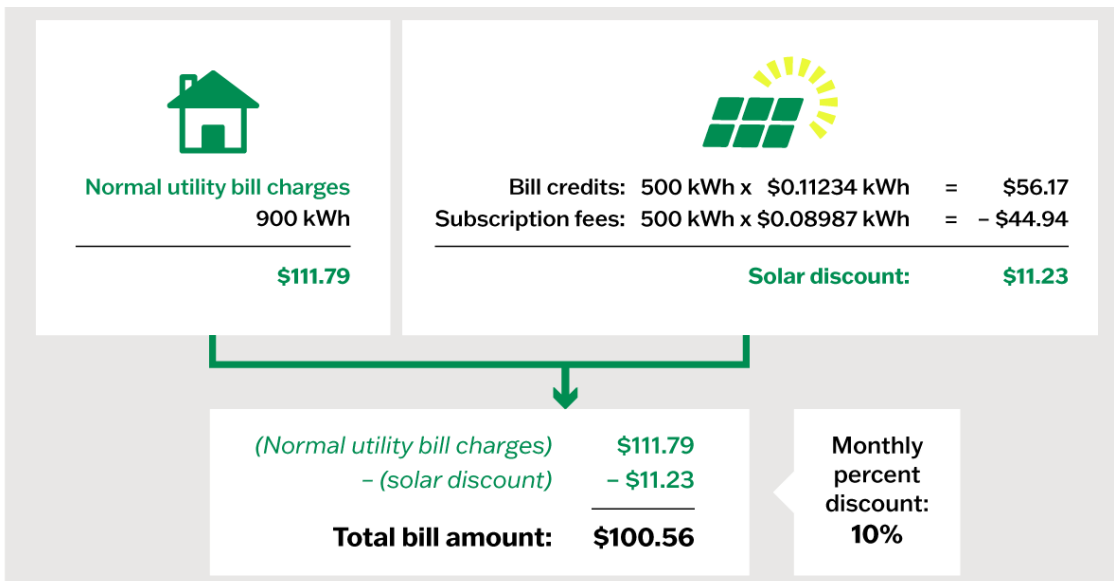 Normal utility bill charges
900 kWh
$111.79
Bill credits: 500 kWh x $0.11234 kWh = $56.17
Subscription fees: 500 kWh x $0.08987 kWh = – $44.94
Solar discount: $11.23
(Normal utility bill charges) $111.79
– (solar discount) – $11.23
Total bill amount: $100.56
Monthly
percent
discount:
10%